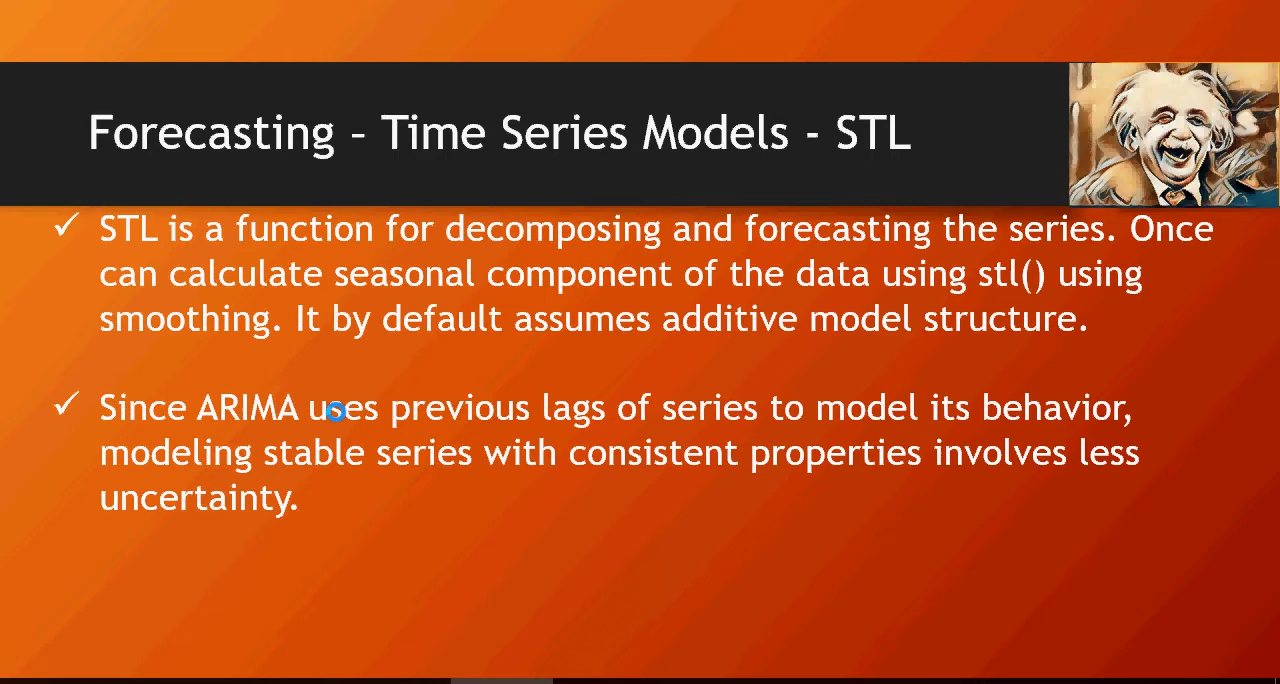 Forecasting – Time Series Models - STL
✓ STL is a function for decomposing and forecasting the series. Once
can calculate seasonal component of the data using stl() using
smoothing. It by default assumes additive model structure.
✓ Since ARIMA uses previous lags of series to model its behavior,
modeling stable series with consistent properties involves less
uncertainty.